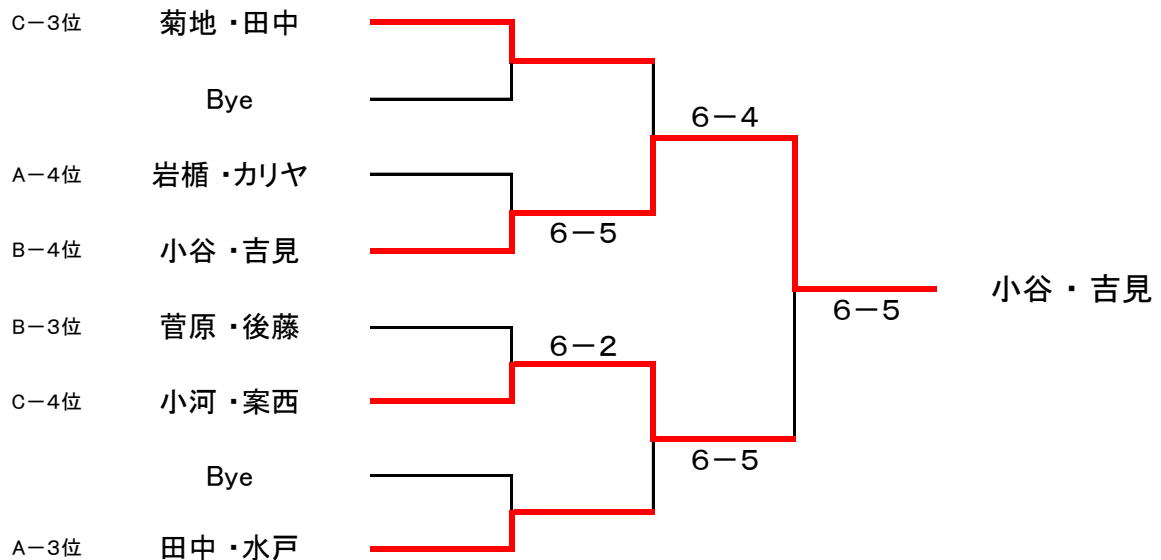 C－3位 菊地 ・田中
Bye
6－4
A－4位 岩楯 ・カリヤ
6－5
B－4位 小谷 ・吉見
小谷 ・ 吉見
6－5
B－3位 菅原 ・後藤
6－2
C－4位 小河 ・案西
6－5
Bye
A－3位 田中 ・水戸